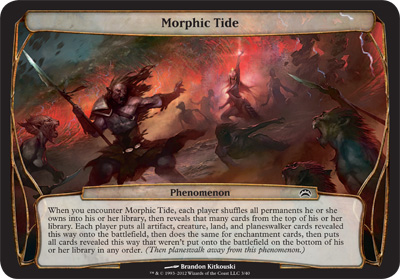 Morphic Tide
Phenomenon
When you encounter Morphic Tide, each player shuffles all permanents he or she
owns into his or her library, then reveals that many cards from the top of his or her
library. Each player puts all artifact, creature, land, and planeswalker cards revealed
this way onto the battlefield, then does the same for enchantment cards, then puts
all cards revealed this way that weren't put onto the battlefield on the bottom of his
or her library in any order. (Then planeswalk away from this phenomenon.)
Brandon Kitkouski
™ & © 1993–2012 Wizards of the Coast LLC 5/40